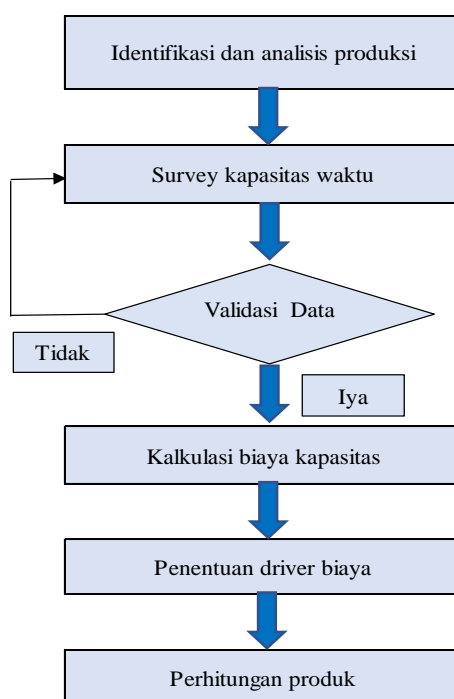 Identifikasi dan analisis produksi
Survey kapasitas waktu
Validasi Data
Tidak
Iya
Kalkulasi biaya kapasitas
Penentuan driver biaya
Perhitungan produk